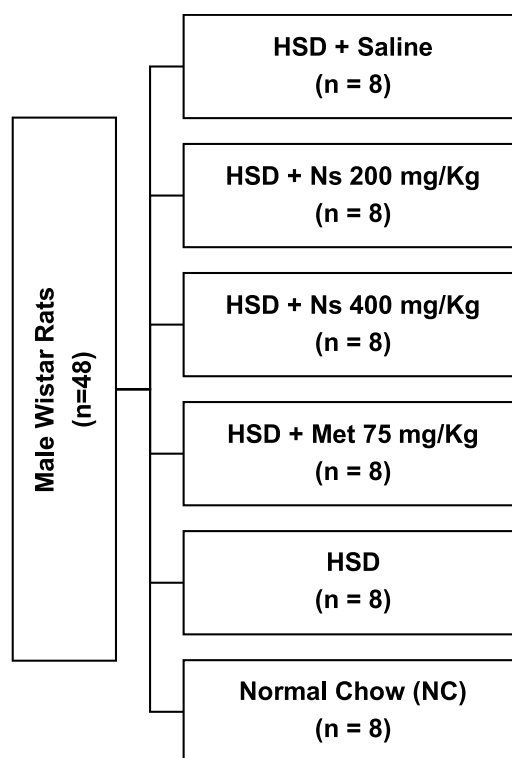 Male Wistar Rats
(n=48)
HSD + Saline
(n = 8)
HSD + Ns 200 mg/Kg
(n = 8)
HSD + Ns 400 mg/Kg
(n = 8)
HSD + Met 75 mg/Kg
(n = 8)
HSD
(n = 8)
Normal Chow (NC)
(n = 8)